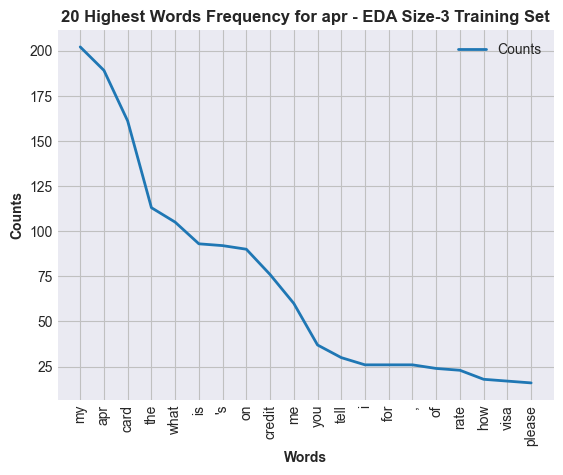 20 Highest Words Frequency for apr - EDA Size-3 Training Set
Counts
200
175
150
125
100
75
50
25
Counts
my
apr
card
the
what
is
's
on
credit
me
you
tell
i
for
,
of
rate
how
visa
please
Words